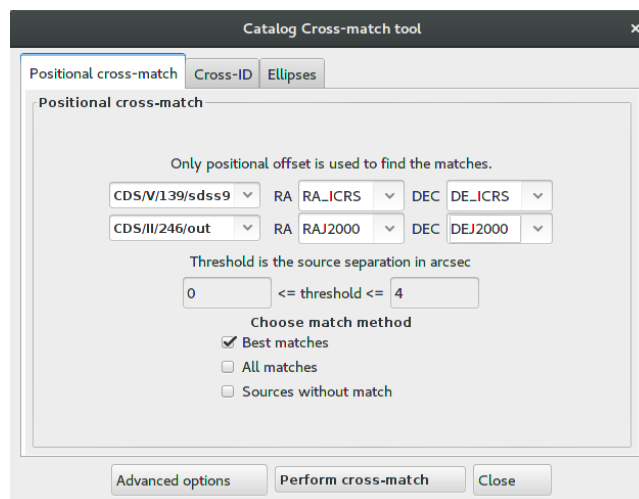 Catalog Cross-match tool ×
Positional cross-match Cross-ID Ellipses
Positional cross-match
Only positional offset is used to find the matches.
CDS/V/139/sdss9 RA RA_ICRS DEC DE_ICRS
CDS/II/246/out RA RAJ2000 DEC DEJ2000
Threshold is the source separation in arcsec
0 <= threshold <= 4
Choose match method
Best matches
All matches
Sources without match
Advanced options Perform cross-match Close